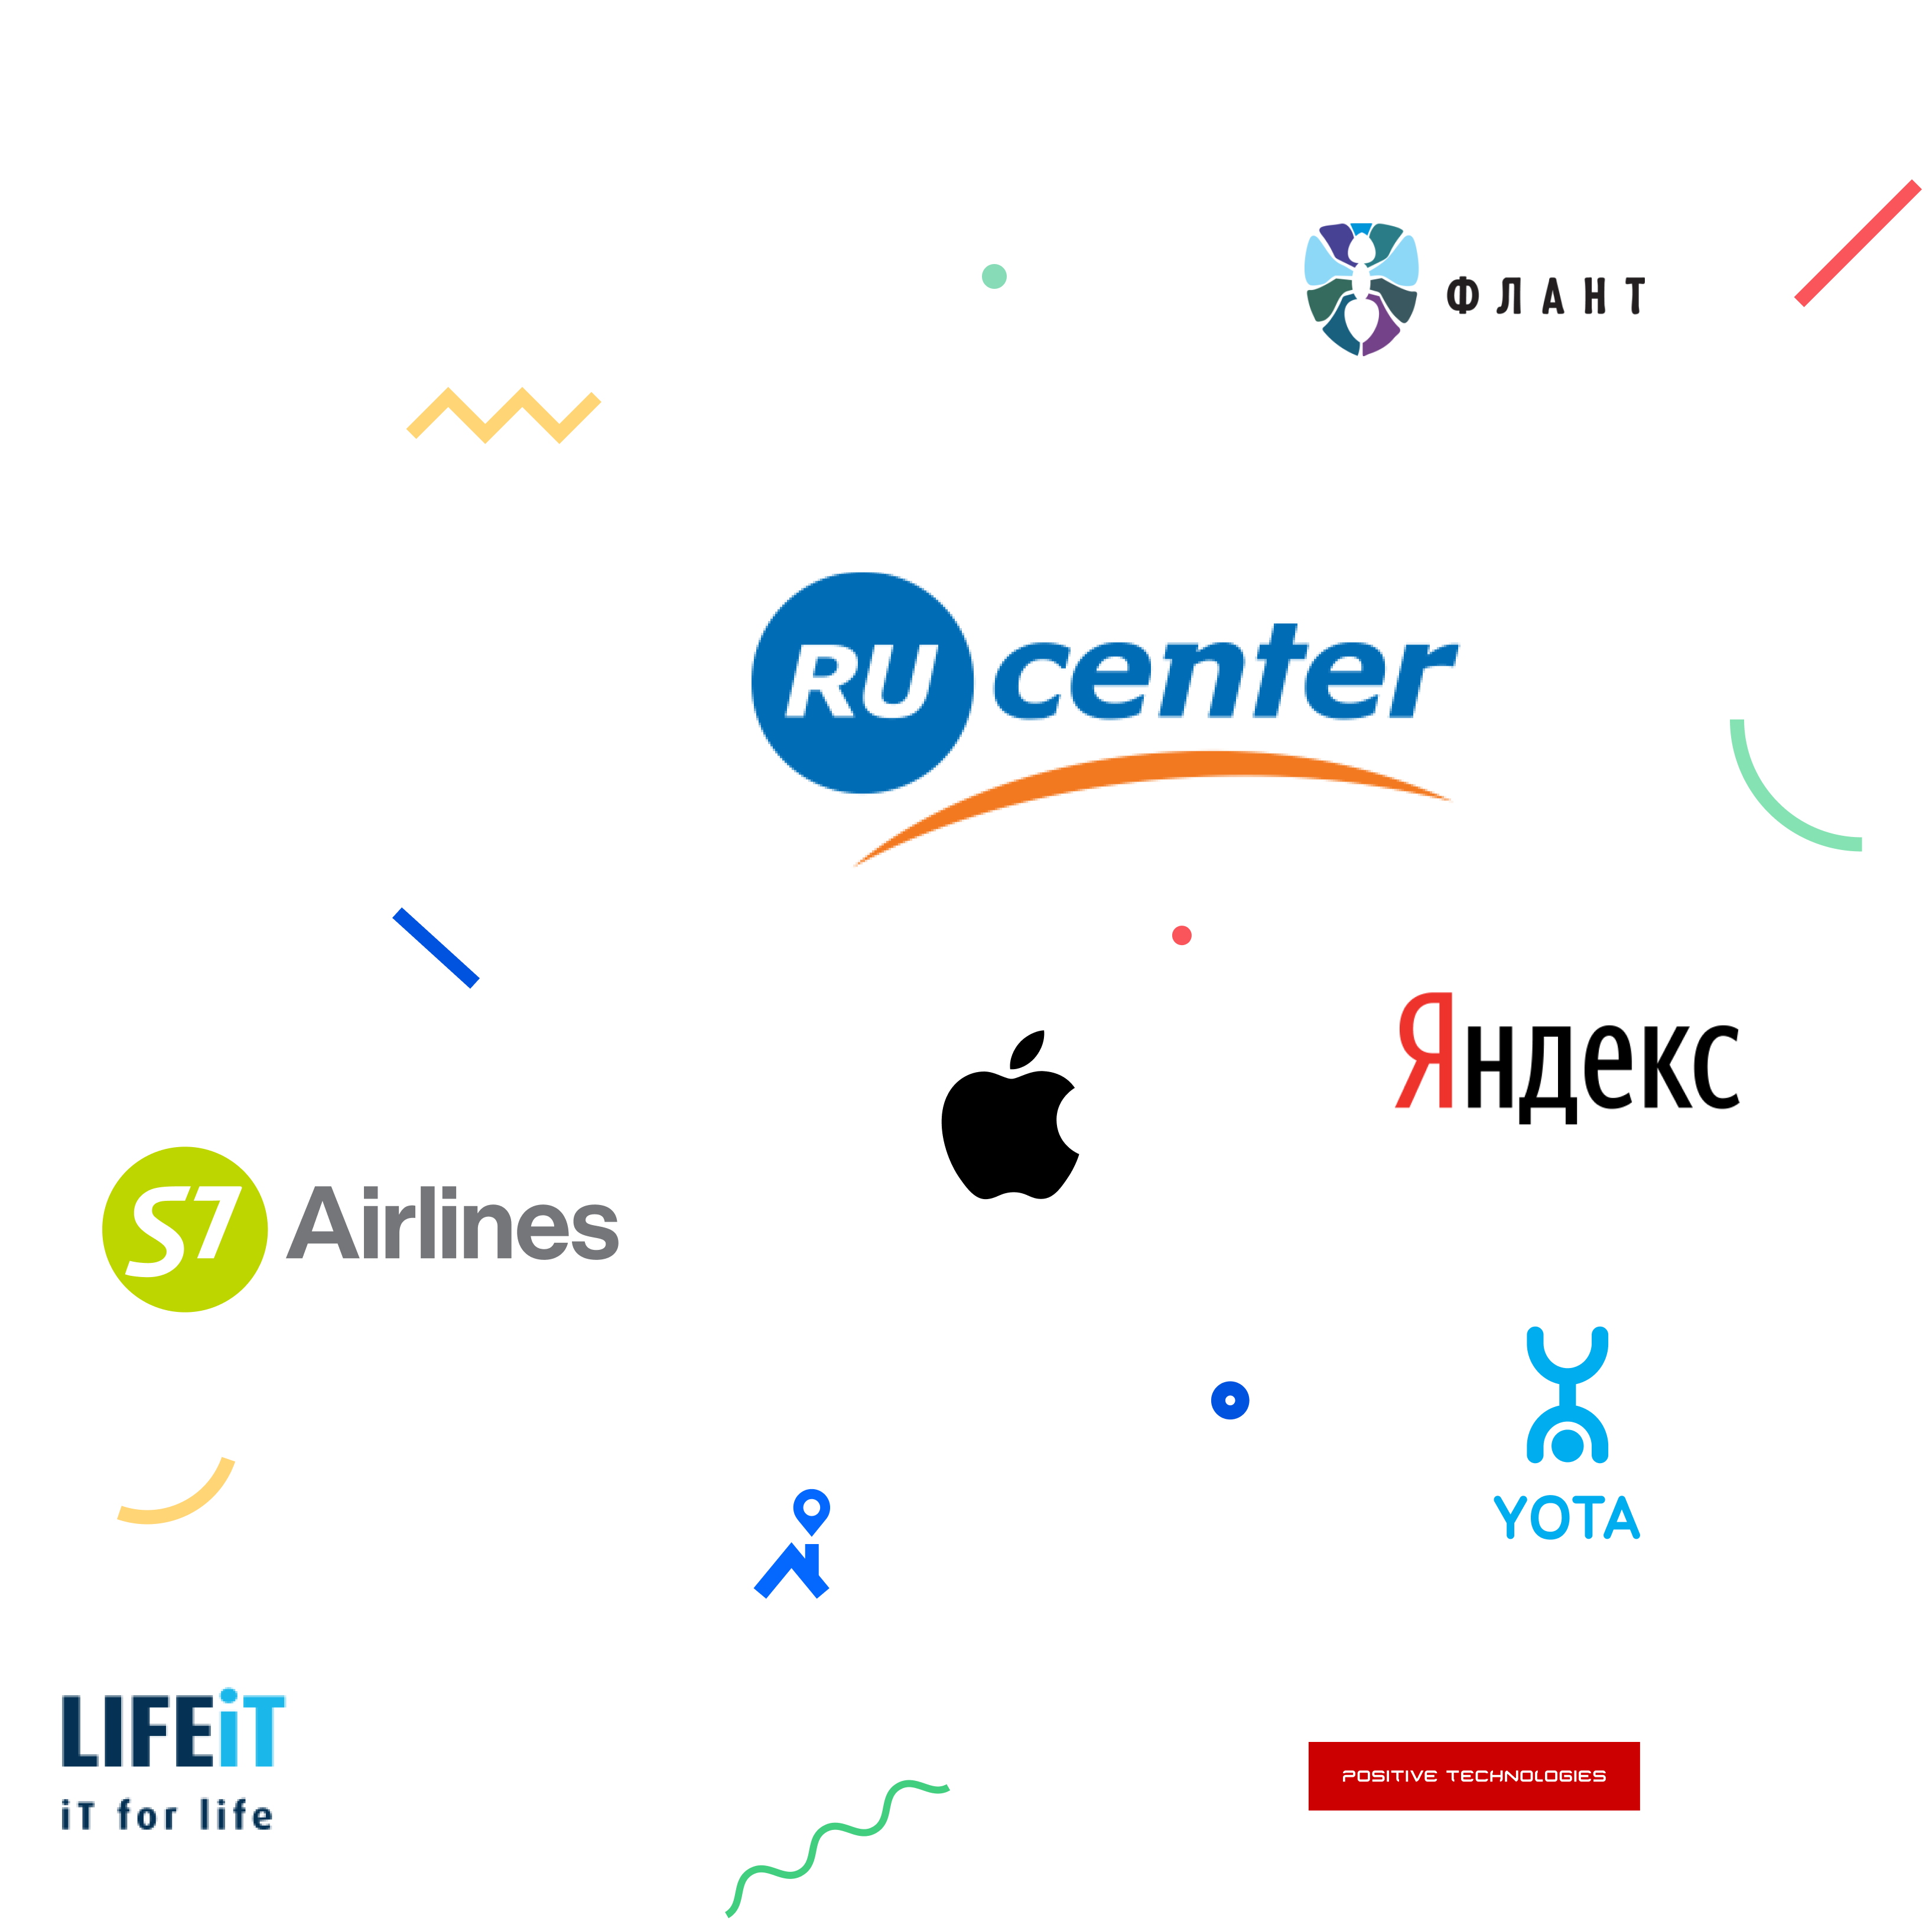 ФЛАНТ
RU center
Яндекс
S7 Airlines
YOTA
LIFEiT
iT for life
POSITIVE TECHNOLOGIES